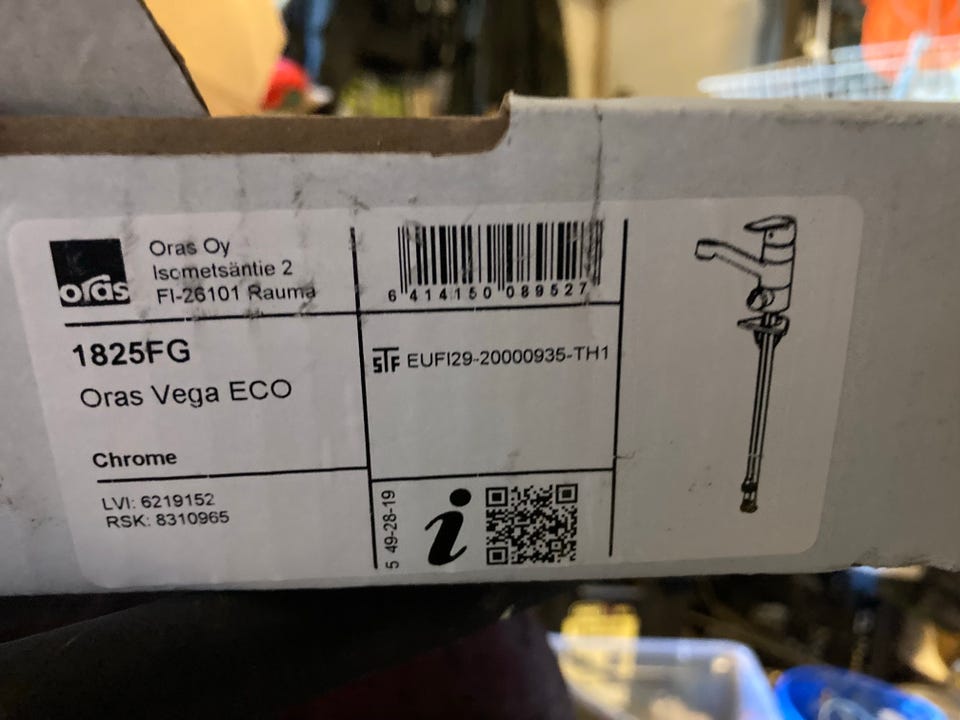 oras
Oras Oy
Isometsäntie 2
FI-26101 Rauma
1825FG
Oras Vega ECO
Chrome
LVI: 6219152
RSK: 8310965
6 414150 089527
STF EUFI29-20000935-TH1
5 49-28-19
i